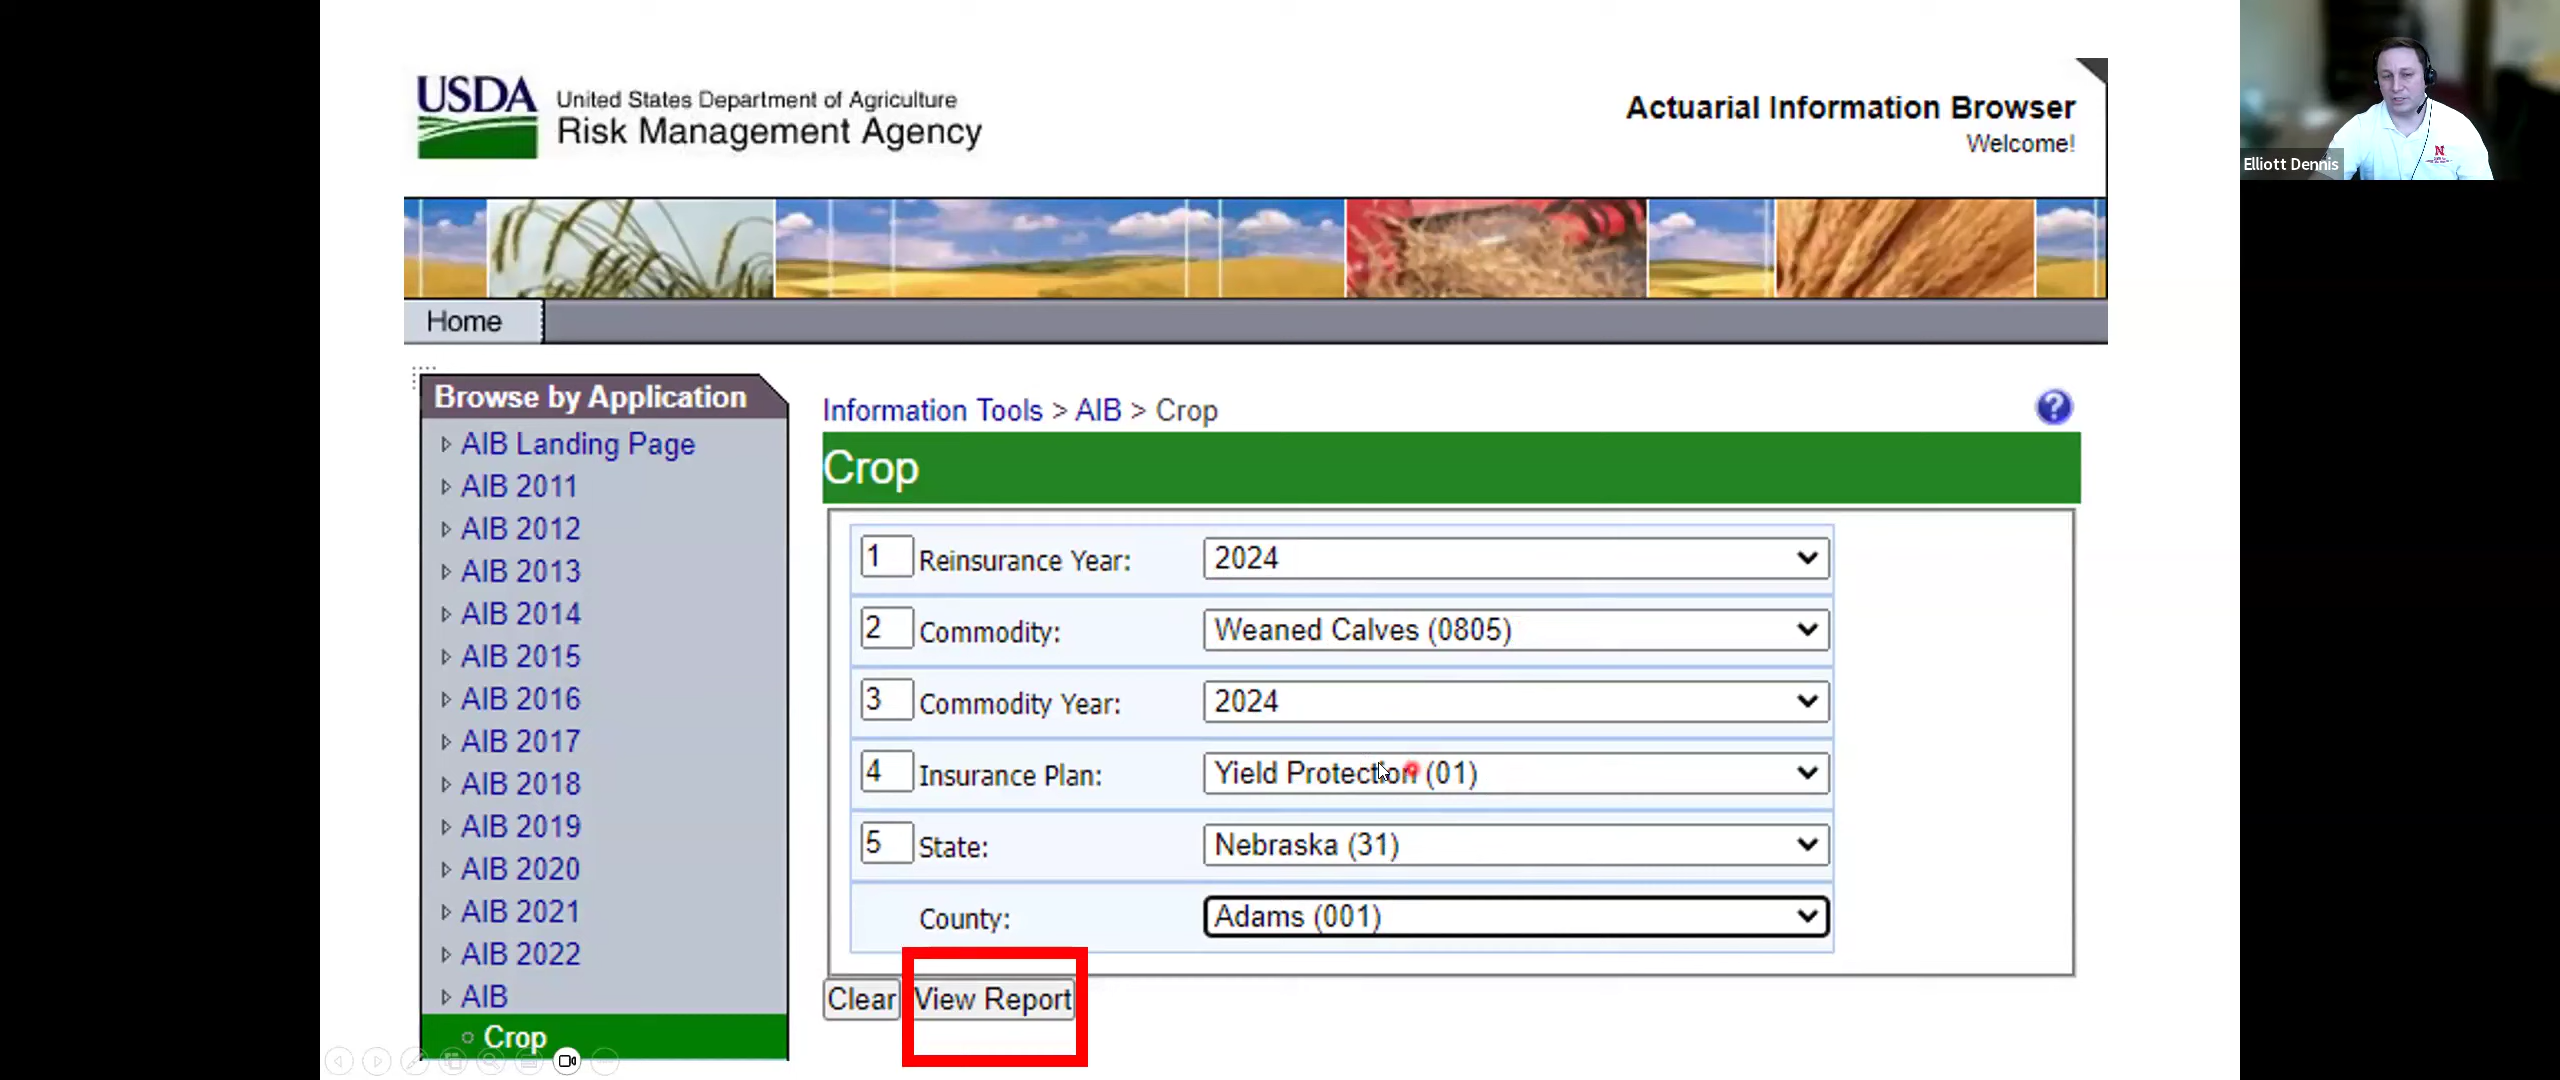 USDA
United States Department of Agriculture
Risk Management Agency
Actuarial Information Browser
Welcome!
Elliott Dennis
N
Home
Browse by Application
AIB Landing Page
AIB 2011
AIB 2012
AIB 2013
AIB 2014
AIB 2015
AIB 2016
AIB 2017
AIB 2018
AIB 2019
AIB 2020
AIB 2021
AIB 2022
AIB
Crop
Information Tools > AIB > Crop
?
Crop
1 Reinsurance Year: 2024
2 Commodity: Weaned Calves (0805)
3 Commodity Year: 2024
4 Insurance Plan: Yield Protection (01)
5 State: Nebraska (31)
County: Adams (001)
Clear View Report